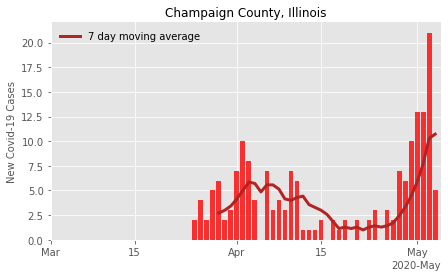 Champaign County, Illinois
7 day moving average
New Covid-19 Cases
20.0
17.5
15.0
12.5
10.0
7.5
5.0
2.5
0.0
Mar
15
Apr
15
May
2020-May